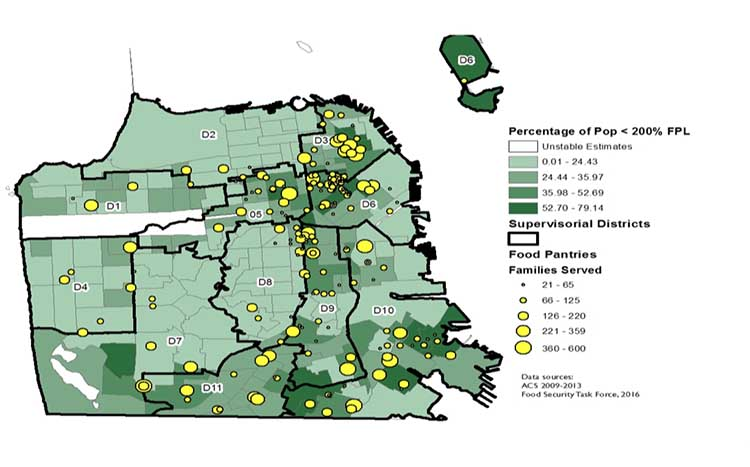 D6
D2
D3
D1
05
D6
D4
D8
D9
D10
D7
D11
Percentage of Pop < 200% FPL
Unstable Estimates
0.01 - 24.43
24.44 - 35.97
35.98 - 52.69
52.70 - 79.14
Supervisorial Districts
Food Pantries
Families Served
21 - 65
66 - 125
126 - 220
221 - 359
360 - 600
Data sources:
ACS 2009-2013
Food Security Task Force, 2016